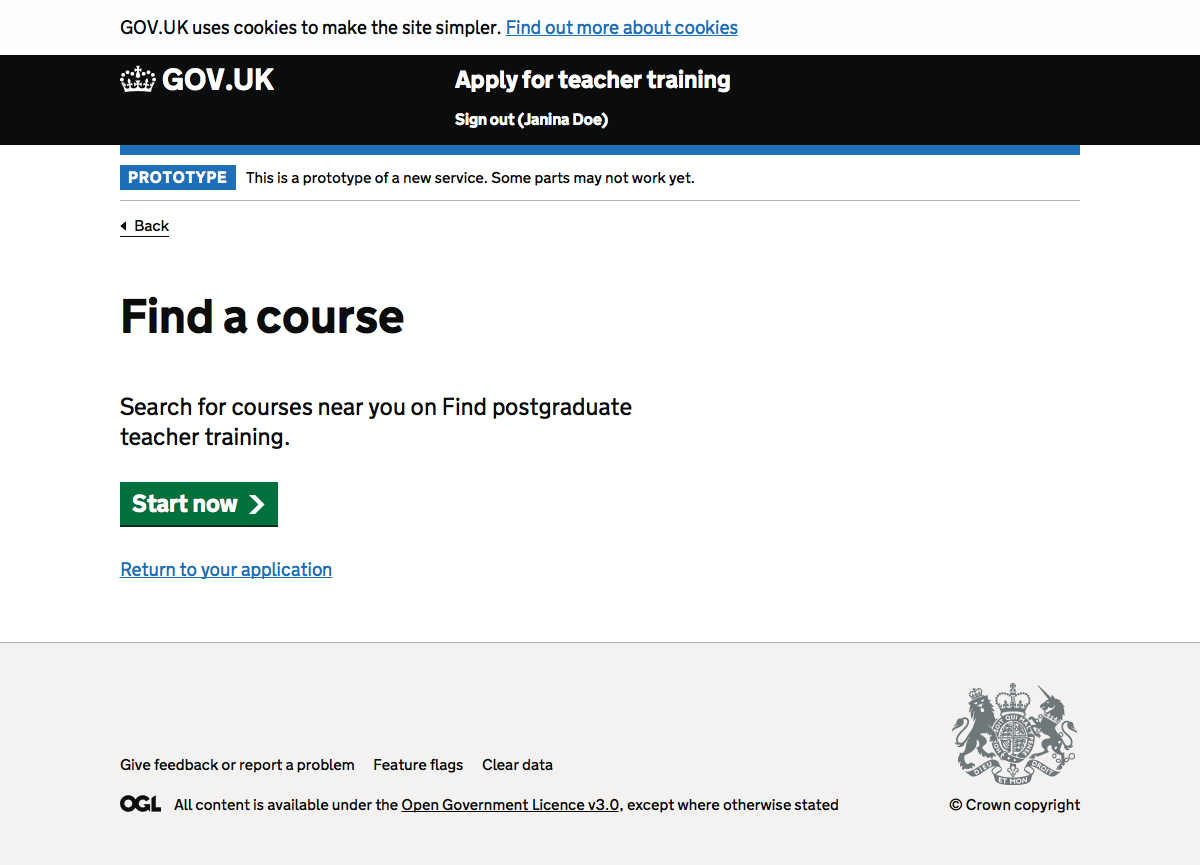 GOV.UK uses cookies to make the site simpler. Find out more about cookies
GOV.UK
Apply for teacher training
Sign out (Janina Doe)
PROTOTYPE This is a prototype of a new service. Some parts may not work yet.
Back
Find a course
Search for courses near you on Find postgraduate
teacher training.
Start now
Return to your application
Give feedback or report a problem Feature flags Clear data
OGL All content is available under the Open Government Licence v3.0, except where otherwise stated
DIEU ET MON DROIT
© Crown copyright